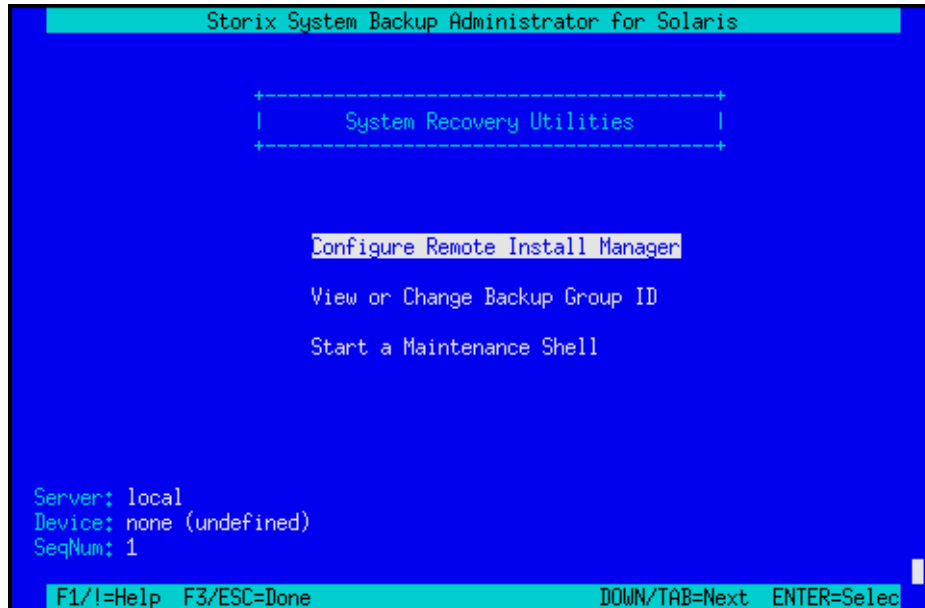 Storix System Backup Administrator for Solaris
System Recovery Utilities
Configure Remote Install Manager
View or Change Backup Group ID
Start a Maintenance Shell
Server: local
Device: none (undefined)
SeqNum: 1
F1/!=Help F3/ESC=Done DOWN/TAB=Next ENTER=Selec